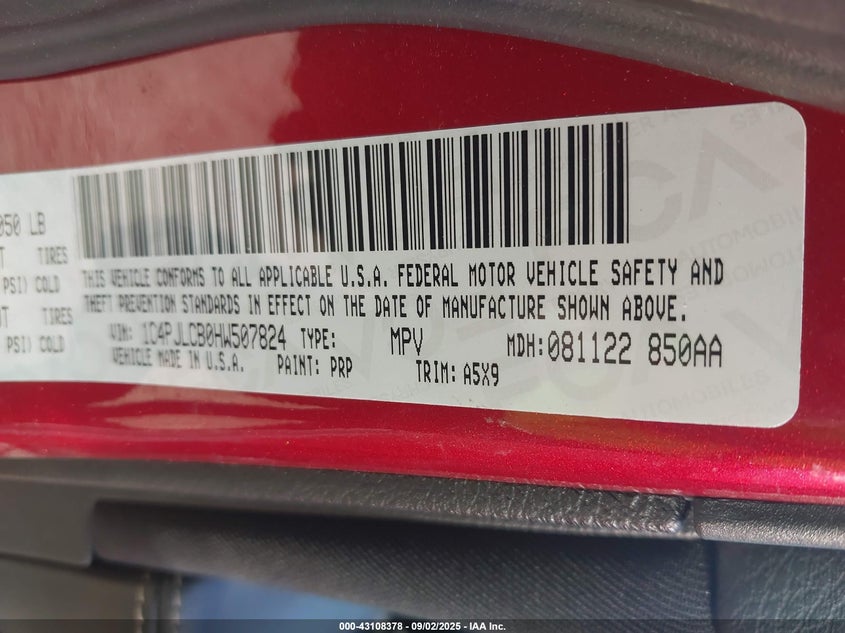 050 LB
T TIRES
PSI) COLD
THIS VEHICLE CONFORMS TO ALL APPLICABLE U.S.A. FEDERAL MOTOR VEHICLE SAFETY AND
THEFT PREVENTION STANDARDS IN EFFECT ON THE DATE OF MANUFACTURE SHOWN ABOVE.
T TIRES
PSI) COLD
VIN: 1C4PJLCB0HW507824 TYPE: MPV MDH:081122 850AA
VEHICLE MADE IN U.S.A. PAINT: PRP TRIM: A5X9
000-43108378 - 09/02/2025 - IAA Inc.